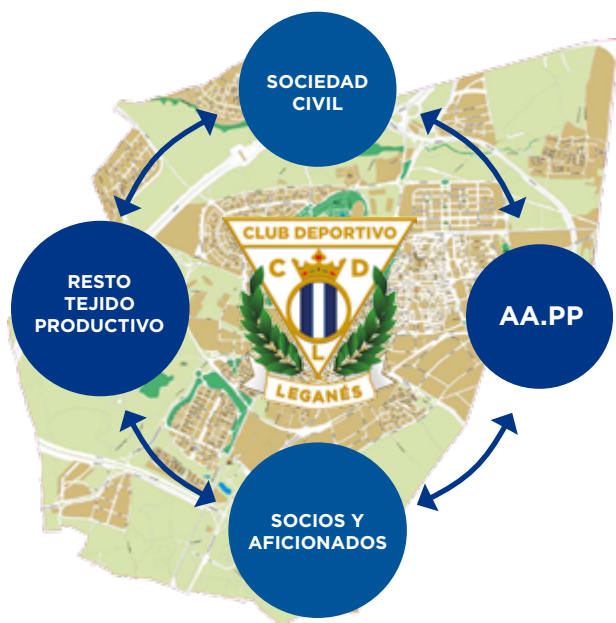 SOCIEDAD
CIVIL
CLUB DEPORTIVO
C D
L
LEGANÉS
RESTO
TEJIDO
PRODUCTIVO
AA.PP
SOCIOS Y
AFICIONADOS